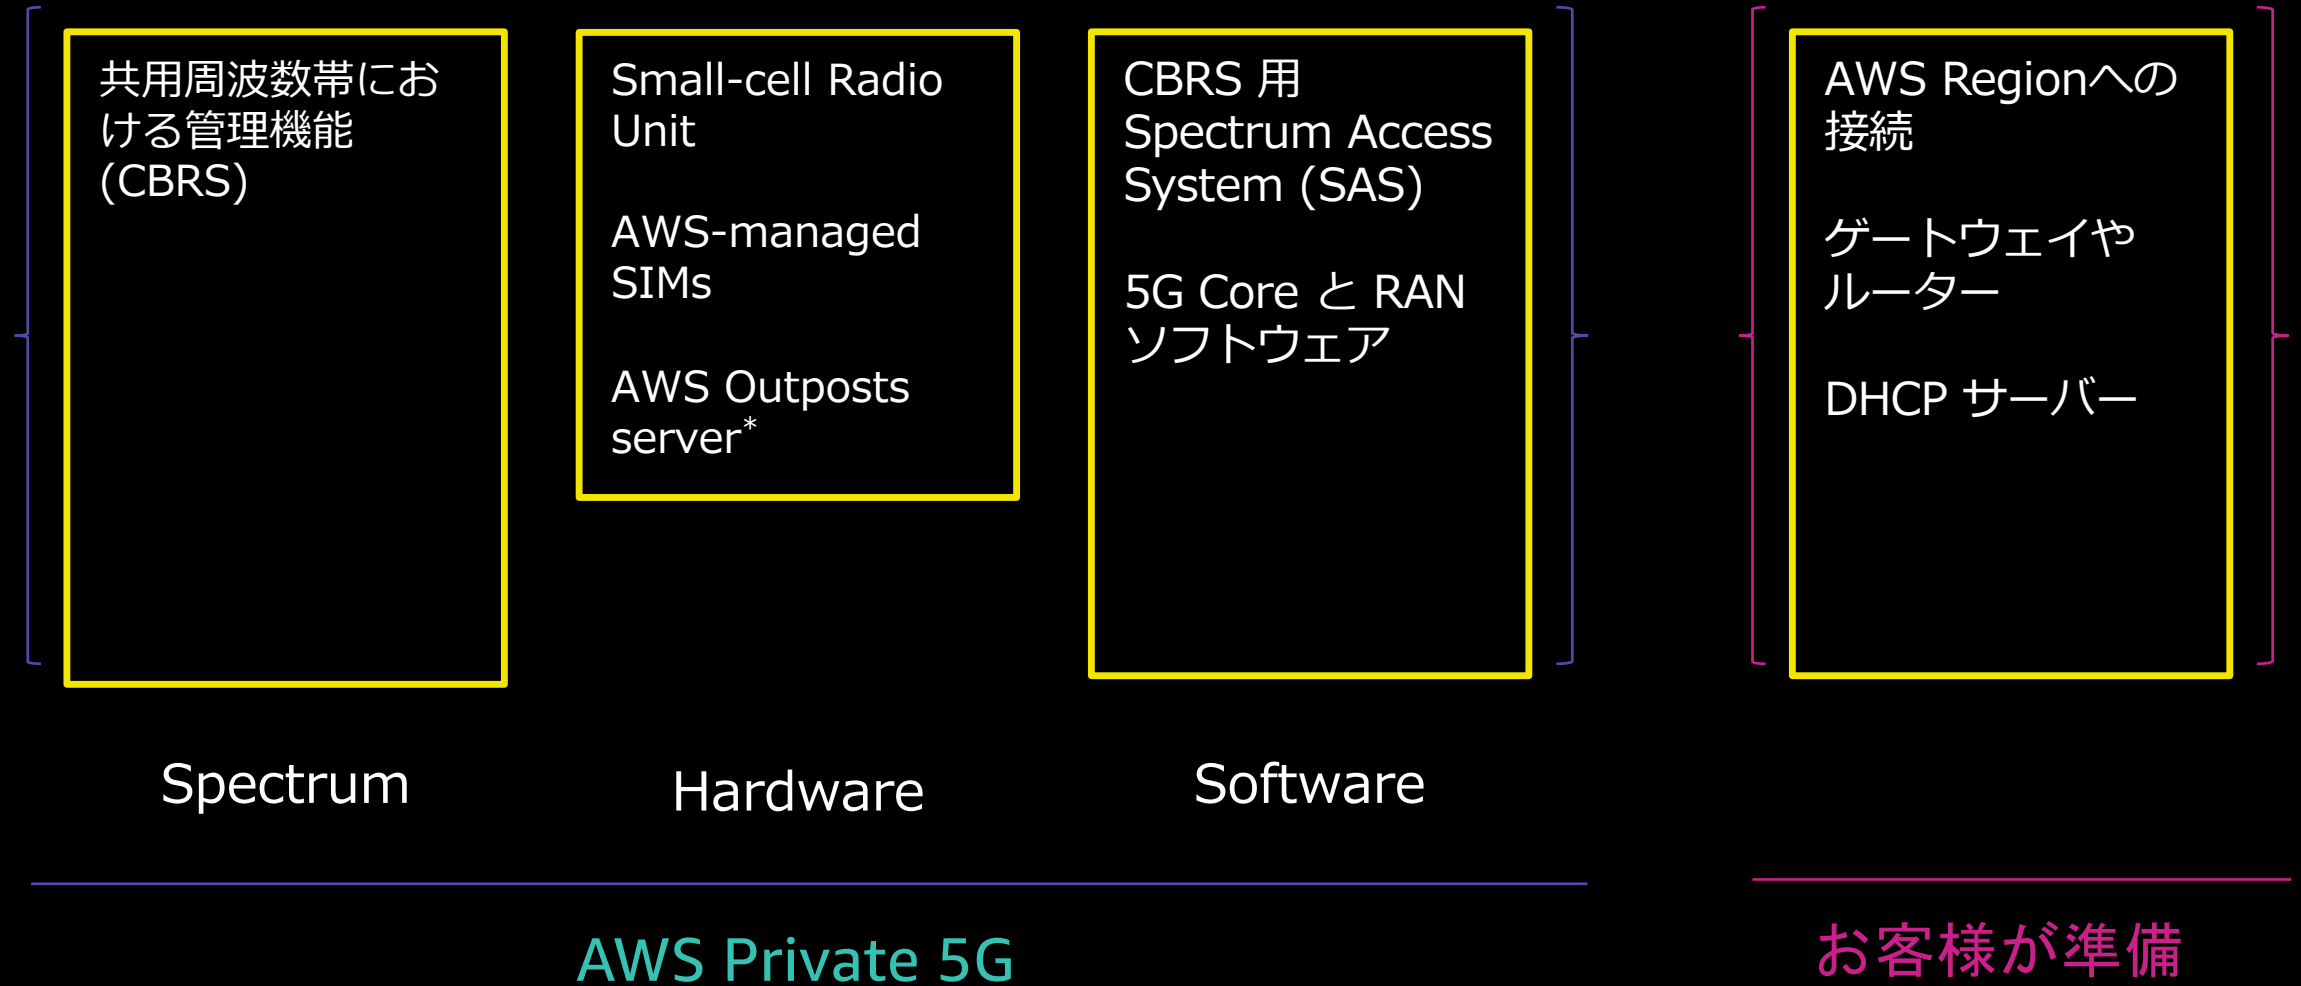 共用周波数帯にお
ける管理機能
(CBRS)
Small-cell Radio
Unit
AWS-managed
SIMs
AWS Outposts
server*
CBRS 用
Spectrum Access
System (SAS)
5G Core と RAN
ソフトウェア
AWS Regionへの
接続
ゲートウェイや
ルーター
DHCP サーバー
Spectrum
Hardware
Software
AWS Private 5G
お客様が準備